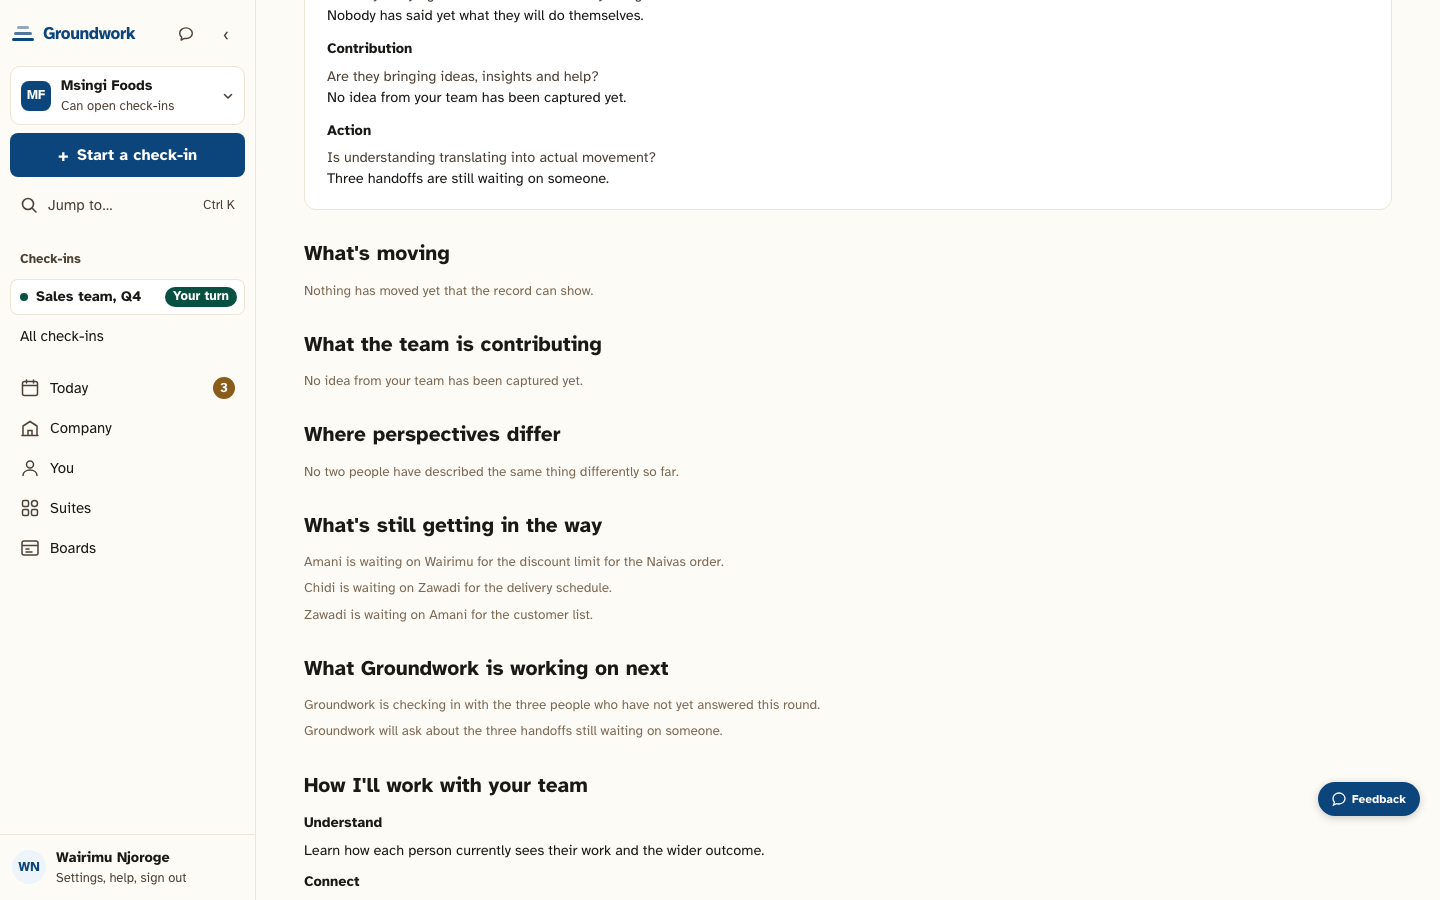 Groundwork
MF
Msingi Foods
Can open check-ins
+ Start a check-in
Jump to...
Ctrl K
Check-ins
Sales team, Q4
Your turn
All check-ins
Today
3
Company
You
Suites
Boards
WN
Wairimu Njoroge
Settings, help, sign out
Nobody has said yet what they will do themselves.
Contribution
Are they bringing ideas, insights and help?
No idea from your team has been captured yet.
Action
Is understanding translating into actual movement?
Three handoffs are still waiting on someone.
What's moving
Nothing has moved yet that the record can show.
What the team is contributing
No idea from your team has been captured yet.
Where perspectives differ
No two people have described the same thing differently so far.
What's still getting in the way
Amani is waiting on Wairimu for the discount limit for the Naivas order.
Chidi is waiting on Zawadi for the delivery schedule.
Zawadi is waiting on Amani for the customer list.
What Groundwork is working on next
Groundwork is checking in with the three people who have not yet answered this round.
Groundwork will ask about the three handoffs still waiting on someone.
How I'll work with your team
Understand
Learn how each person currently sees their work and the wider outcome.
Connect
Feedback